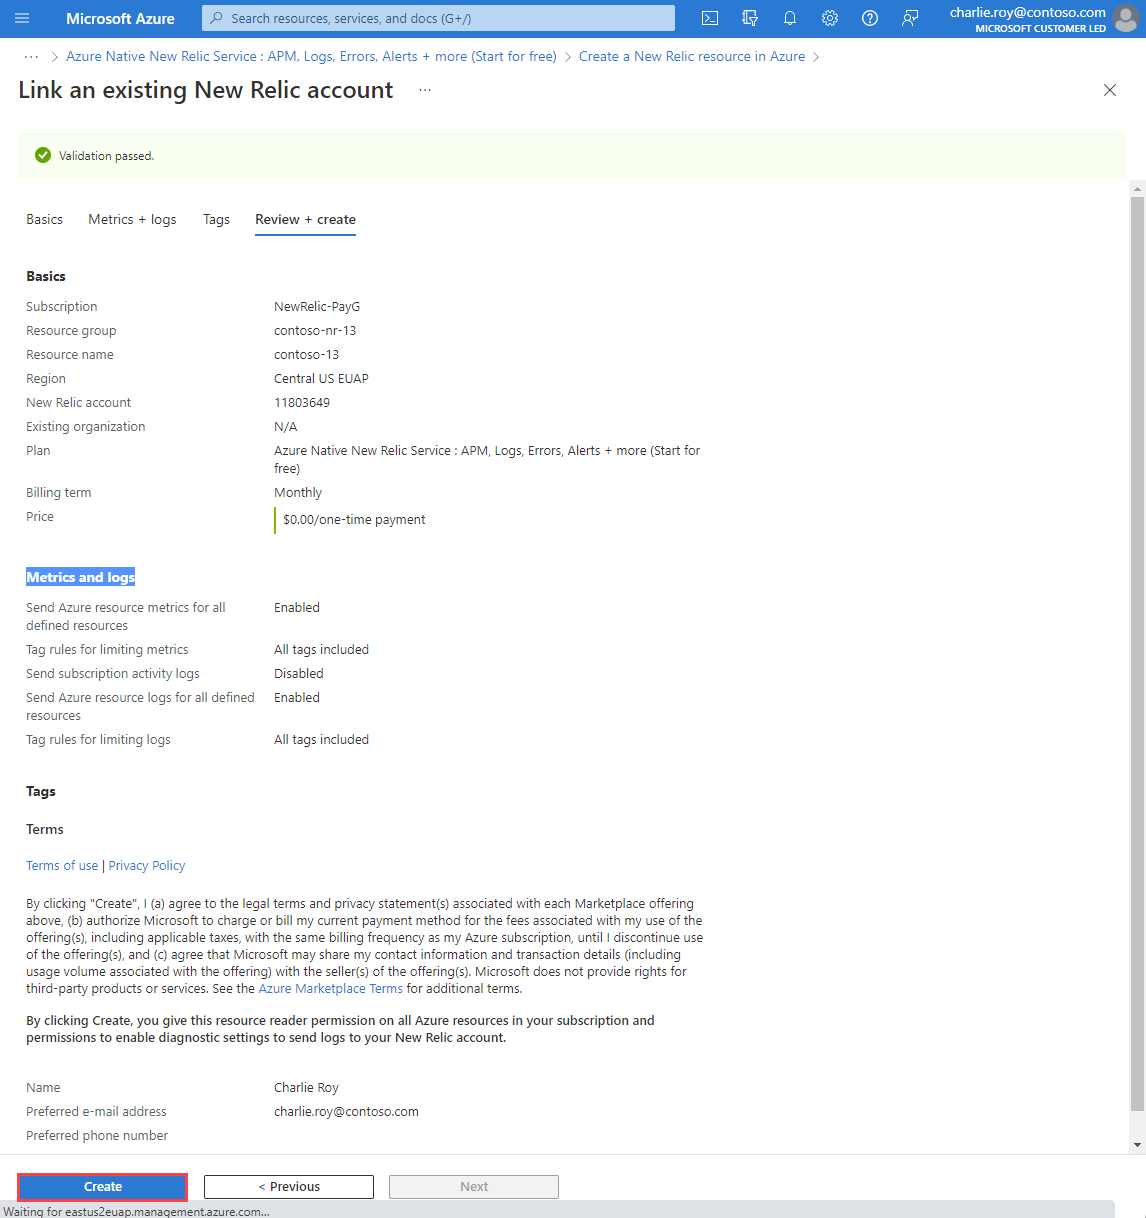 Microsoft Azure
Search resources, services, and docs (G+/)
charlie.roy@contoso.com
MICROSOFT CUSTOMER LED
... > Azure Native New Relic Service : APM, Logs, Errors, Alerts + more (Start for free) > Create a New Relic resource in Azure >
Link an existing New Relic account ...
Validation passed.
Basics Metrics + logs Tags Review + create
Basics
Subscription NewRelic-PayG
Resource group contoso-nr-13
Resource name contoso-13
Region Central US EUAP
New Relic account 11803649
Existing organization N/A
Plan Azure Native New Relic Service : APM, Logs, Errors, Alerts + more (Start for
free)
Billing term Monthly
Price $0.00/one-time payment
Metrics and logs
Send Azure resource metrics for all Enabled
defined resources
Tag rules for limiting metrics All tags included
Send subscription activity logs Disabled
Send Azure resource logs for all defined Enabled
resources
Tag rules for limiting logs All tags included
Tags
Terms
Terms of use | Privacy Policy
By clicking "Create", I (a) agree to the legal terms and privacy statement(s) associated with each Marketplace offering
above, (b) authorize Microsoft to charge or bill my current payment method for the fees associated with my use of the
offering(s), including applicable taxes, with the same billing frequency as my Azure subscription, until I discontinue use
of the offering(s), and (c) agree that Microsoft may share my contact information and transaction details (including
usage volume associated with the offering) with the seller(s) of the offering(s). Microsoft does not provide rights for
third-party products or services. See the Azure Marketplace Terms for additional terms.
By clicking Create, you give this resource reader permission on all Azure resources in your subscription and
permissions to enable diagnostic settings to send logs to your New Relic account.
Name Charlie Roy
Preferred e-mail address charlie.roy@contoso.com
Preferred phone number
Create < Previous Next
Waiting for eastus2euap.management.azure.com...